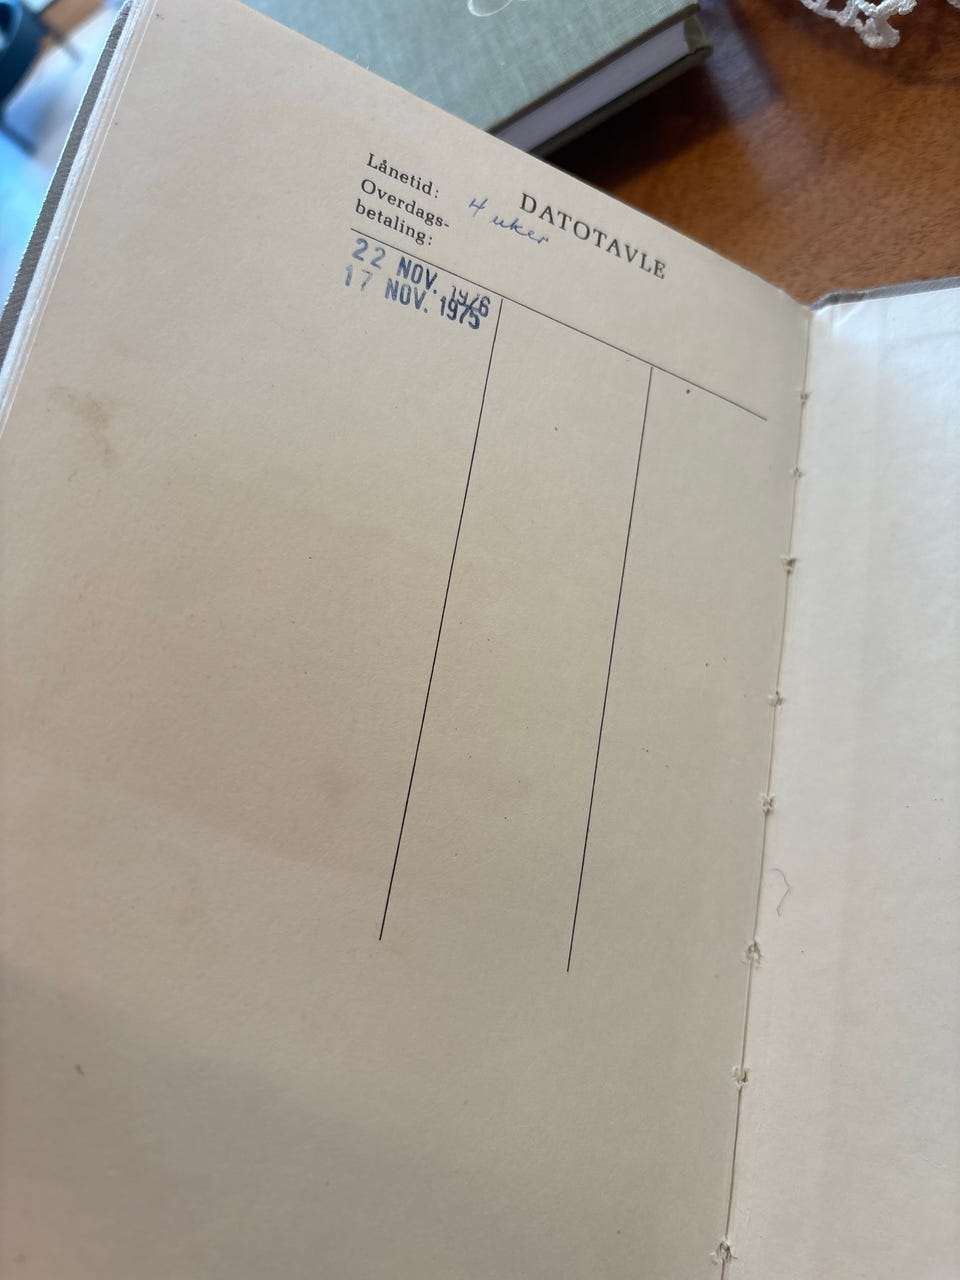 DATOTAVLE
Lånetid: 4 uker
Overdags-
betaling:
22 NOV. 1976
17 NOV. 1975